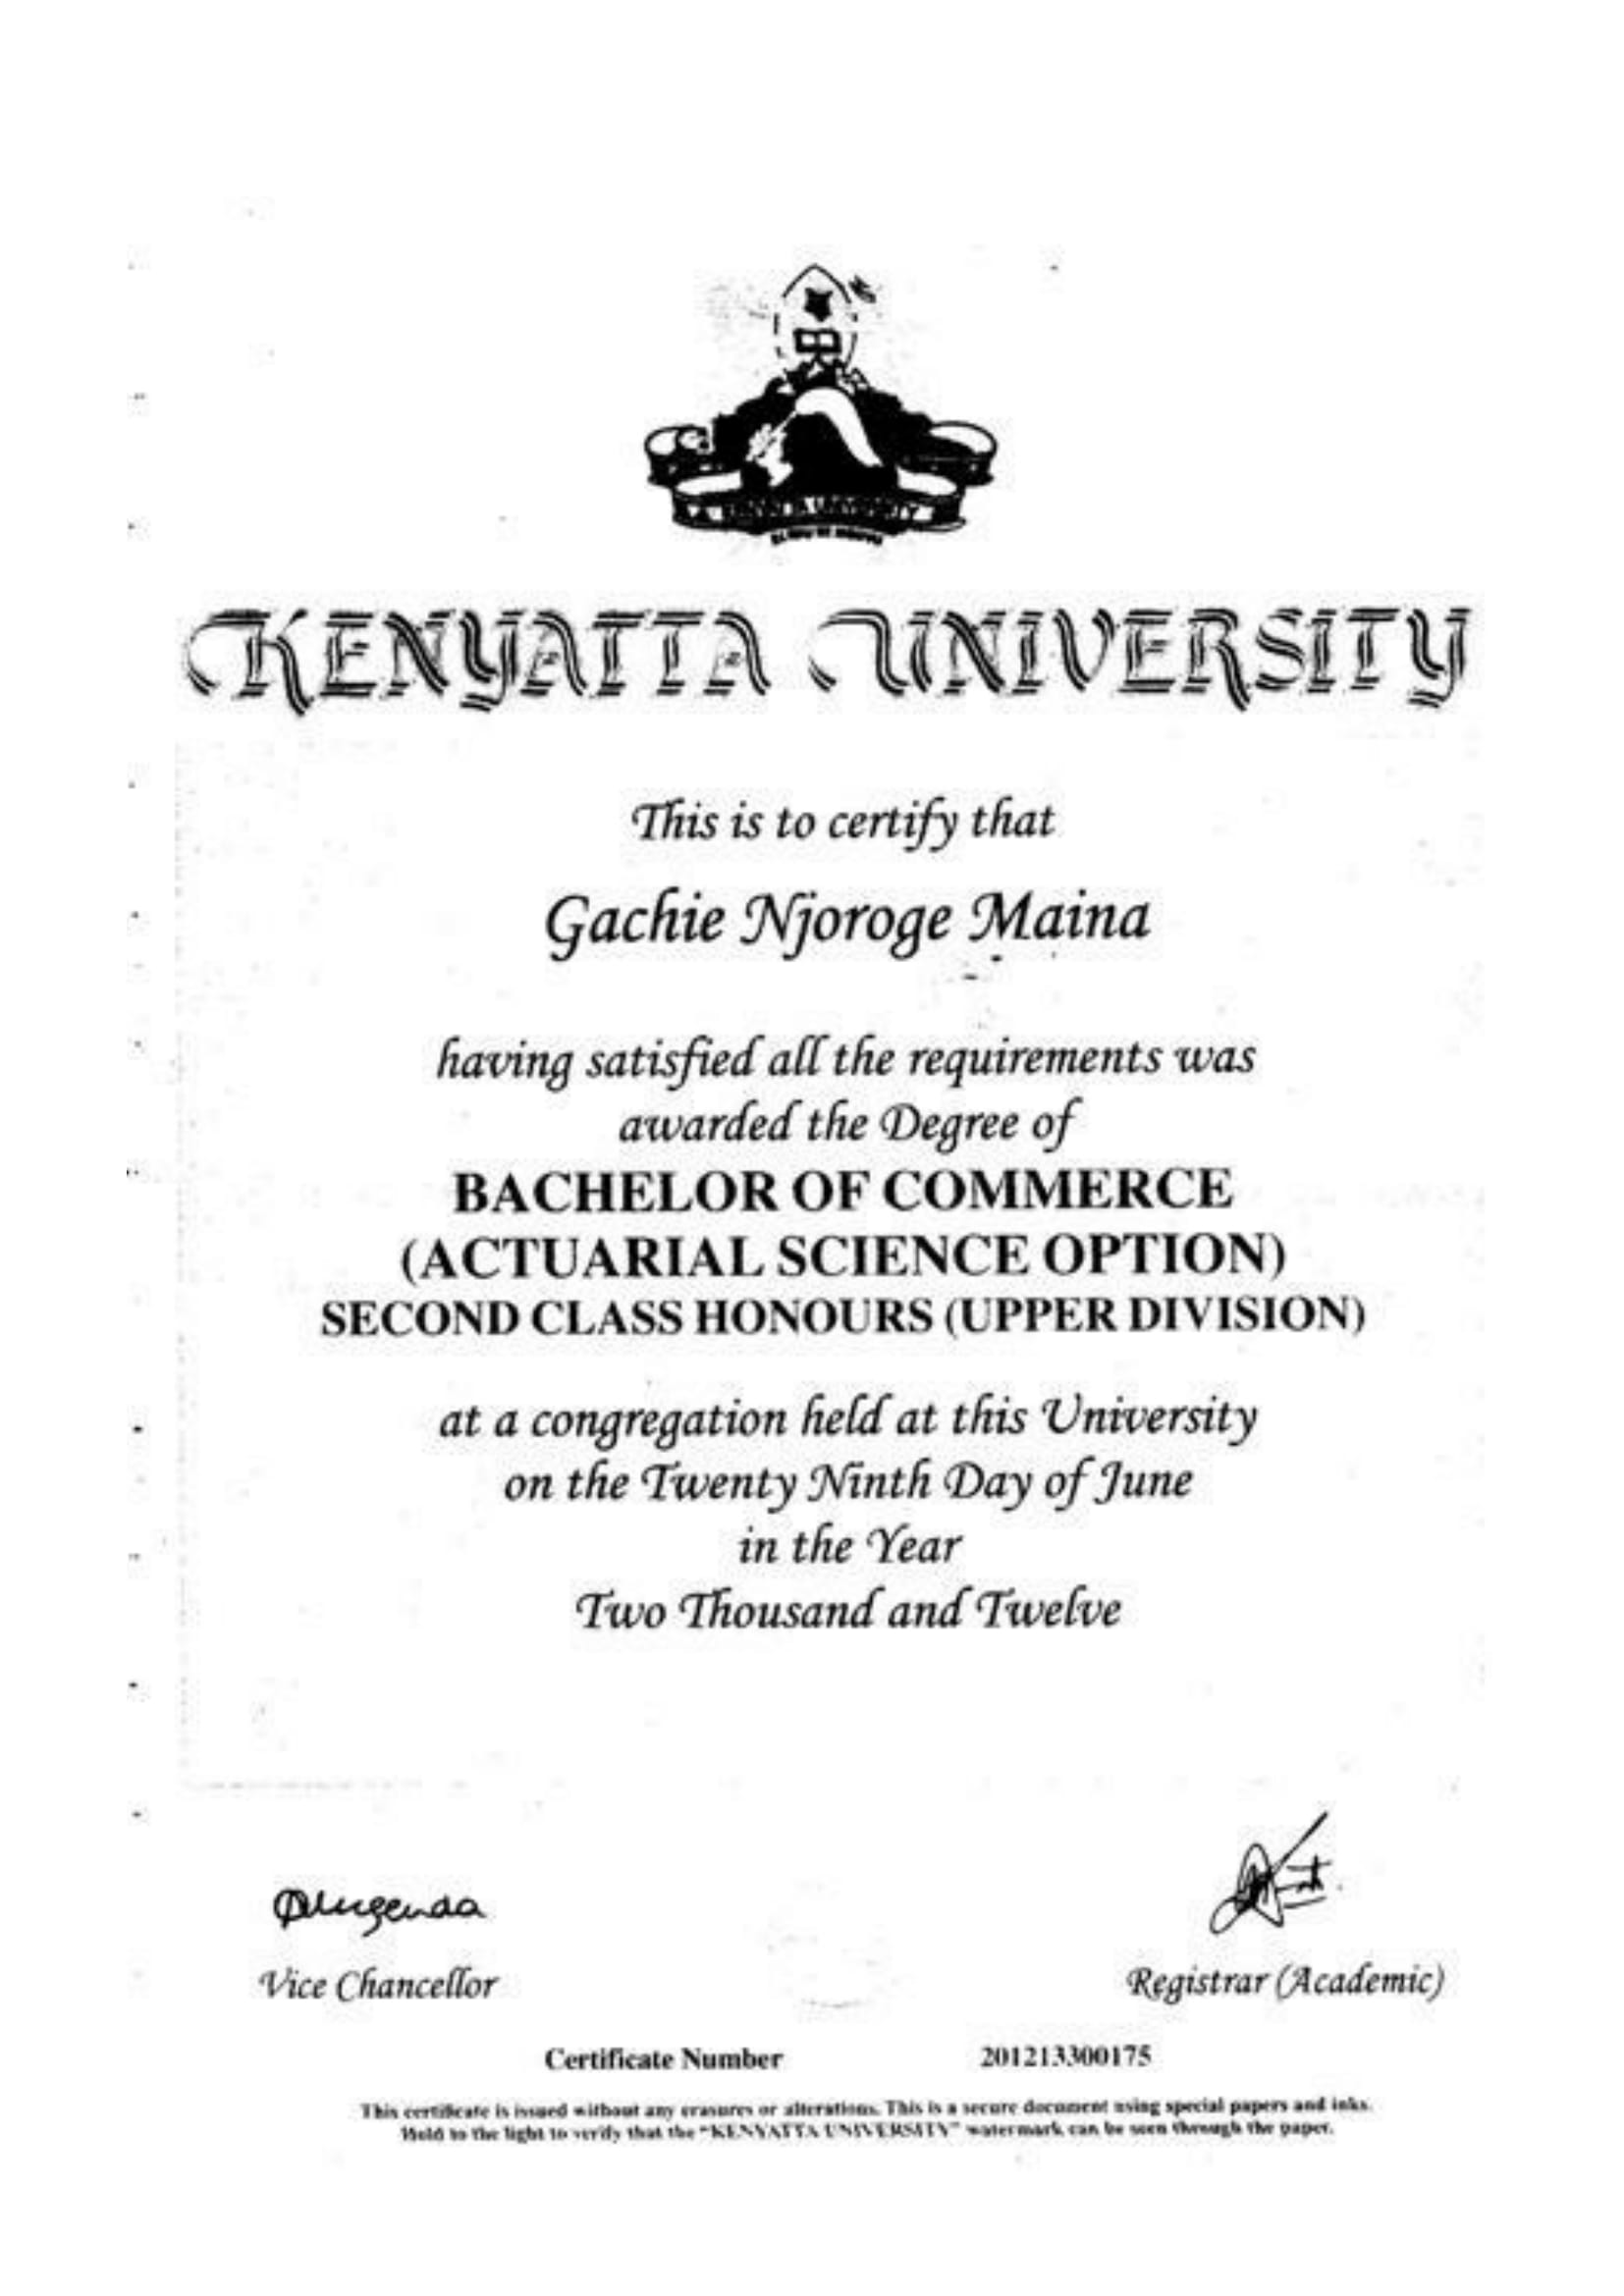 KENYATTA UNIVERSITY
KENYATTA UNIVERSITY
This is to certify that
Gachie Njoroge Maina
having satisfied all the requirements was
awarded the Degree of
BACHELOR OF COMMERCE
(ACTUARIAL SCIENCE OPTION)
SECOND CLASS HONOURS (UPPER DIVISION)
at a congregation held at this University
on the Twenty Ninth Day of June
in the Year
Two Thousand and Twelve
Vice Chancellor
Registrar (Academic)
Certificate Number 201213300175
This certificate is issued without any erasures or alterations. This is a secure document using special papers and inks.
Hold to the light to verify that the "KENYATTA UNIVERSITY" watermark can be seen through the paper.